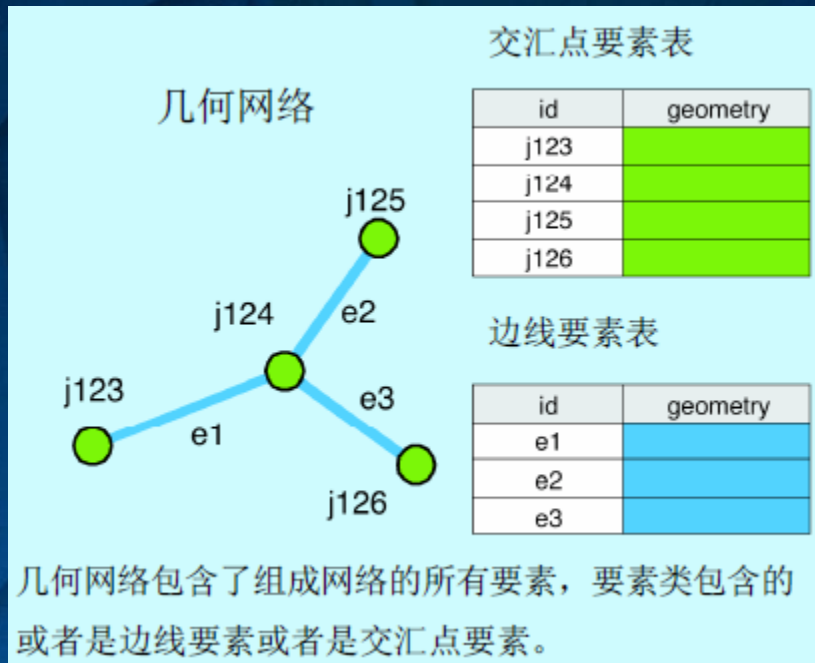 几何网络
j125
j124
e2
j123
e3
e1
j126
交汇点要素表
id geometry
j123
j124
j125
j126
边线要素表
id geometry
e1
e2
e3
几何网络包含了组成网络的所有要素，要素类包含的
或者是边线要素或者是交汇点要素。